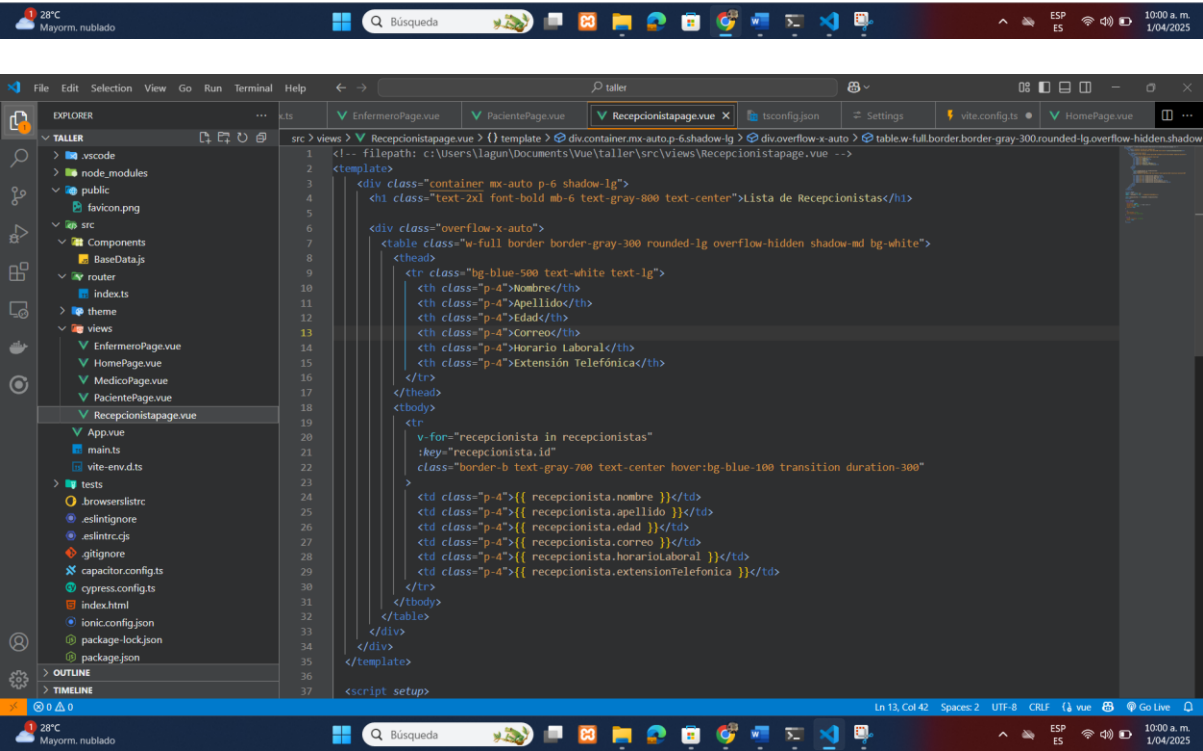 1 28°C
Mayorm. nublado
Búsqueda
ESP
ES
10:00 a. m.
1/04/2025
File Edit Selection View Go Run Terminal Help
taller
EXPLORER
x.ts EnfermeroPage.vue PacientePage.vue Recepcionistapage.vue tsconfig.json Settings vite.config.ts HomePage.vue
TALLER
src > views > Recepcionistapage.vue > {} template > div.container.mx-auto.p-6.shadow-lg > div.overflow-x-auto > table.w-full.border.border-gray-300.rounded-lg.overflow-hidden.shadow
.vscode
node_modules
public
favicon.png
src
Components
BaseData.js
router
index.ts
theme
views
EnfermeroPage.vue
HomePage.vue
MedicoPage.vue
PacientePage.vue
Recepcionistapage.vue
App.vue
main.ts
vite-env.d.ts
tests
.browserslistrc
.eslintignore
.eslintrc.cjs
.gitignore
capacitor.config.ts
cypress.config.ts
index.html
ionic.config.json
package-lock.json
package.json
OUTLINE
TIMELINE
1 <!-- filepath: c:\Users\lagun\Documents\Vue\taller\src\views\Recepcionistapage.vue -->
2 <template>
3 <div class="container mx-auto p-6 shadow-lg">
4 <h1 class="text-2xl font-bold mb-6 text-gray-800 text-center">Lista de Recepcionistas</h1>
5
6 <div class="overflow-x-auto">
7 <table class="w-full border border-gray-300 rounded-lg overflow-hidden shadow-md bg-white">
8 <thead>
9 <tr class="bg-blue-500 text-white text-lg">
10 <th class="p-4">Nombre</th>
11 <th class="p-4">Apellido</th>
12 <th class="p-4">Edad</th>
13 <th class="p-4">Correo</th>
14 <th class="p-4">Horario Laboral</th>
15 <th class="p-4">Extensión Telefónica</th>
16 </tr>
17 </thead>
18 <tbody>
19 <tr
20 v-for="recepcionista in recepcionistas"
21 :key="recepcionista.id"
22 class="border-b text-gray-700 text-center hover:bg-blue-100 transition duration-300"
23 >
24 <td class="p-4">{{ recepcionista.nombre }}</td>
25 <td class="p-4">{{ recepcionista.apellido }}</td>
26 <td class="p-4">{{ recepcionista.edad }}</td>
27 <td class="p-4">{{ recepcionista.correo }}</td>
28 <td class="p-4">{{ recepcionista.horarioLaboral }}</td>
29 <td class="p-4">{{ recepcionista.extensionTelefonica }}</td>
30 </tr>
31 </tbody>
32 </table>
33 </div>
34 </div>
35 </template>
36
37 <script setup>
0 0 Ln 13, Col 42 Spaces: 2 UTF-8 CRLF vue Go Live
1 28°C
Mayorm. nublado
Búsqueda
ESP
ES
10:00 a. m.
1/04/2025